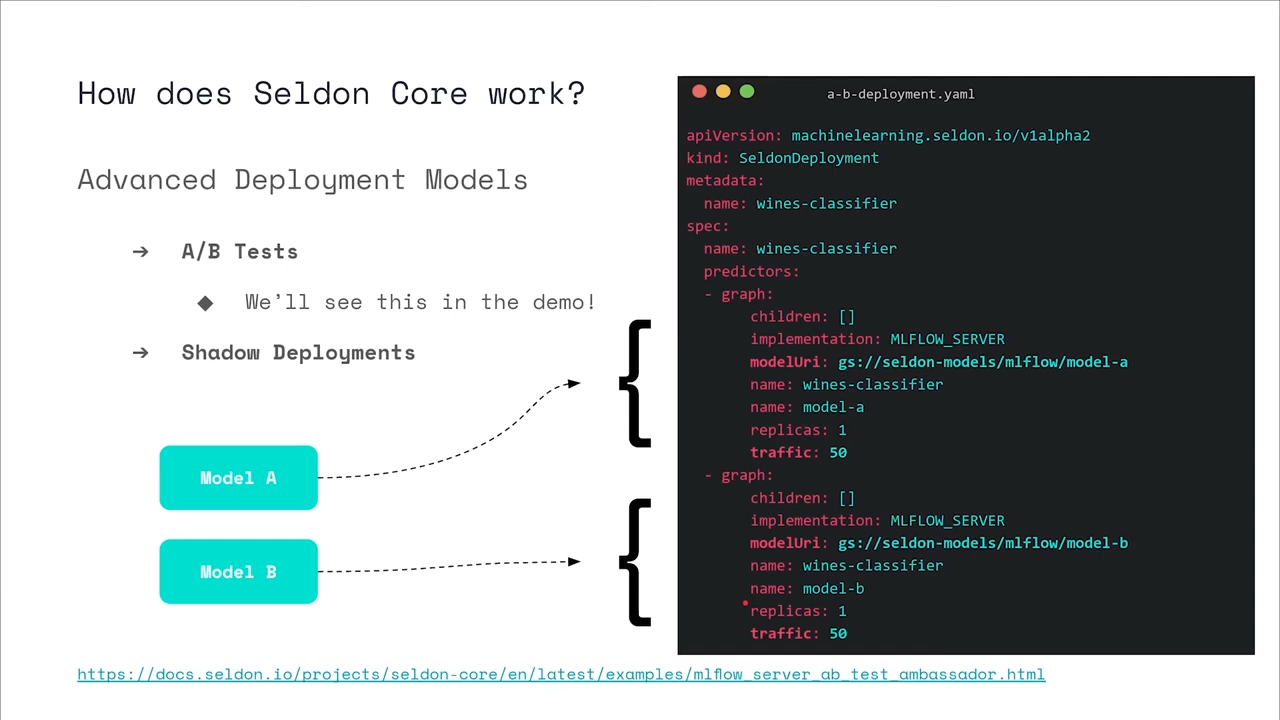 How does Seldon Core work?
Advanced Deployment Models
➔ A/B Tests
◆ We'll see this in the demo!
➔ Shadow Deployments
Model A
Model B
{
{
a-b-deployment.yaml
apiVersion: machinelearning.seldon.io/v1alpha2
kind: SeldonDeployment
metadata:
  name: wines-classifier
spec:
  name: wines-classifier
  predictors:
  - graph:
       children: []
       implementation: MLFLOW_SERVER
       modelUri: gs://seldon-models/mlflow/model-a
       name: wines-classifier
       name: model-a
       replicas: 1
       traffic: 50
  - graph:
       children: []
       implementation: MLFLOW_SERVER
       modelUri: gs://seldon-models/mlflow/model-b
       name: wines-classifier
       name: model-b
       replicas: 1
       traffic: 50
https://docs.seldon.io/projects/seldon-core/en/latest/examples/mlflow_server_ab_test_ambassador.html